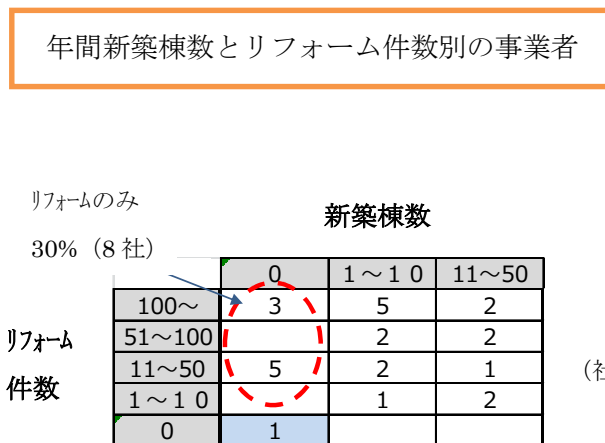 年間新築棟数とリフォーム件数別の事業者
ﾘﾌｫｰﾑのみ
30%（8 社）
新築棟数
0 1～１０ 11～50
100～ 3 5 2
ﾘﾌｫｰﾑ 51～100 2 2
件数 11～50 5 2 1 （社
１～１０ 1 2
0 1